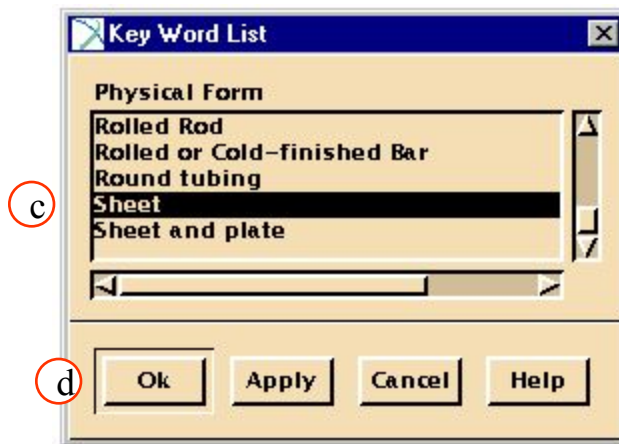 Key Word List
Physical Form
Rolled Rod
Rolled or Cold-finished Bar
Round tubing
c
Sheet
Sheet and plate
d
Ok Apply Cancel Help